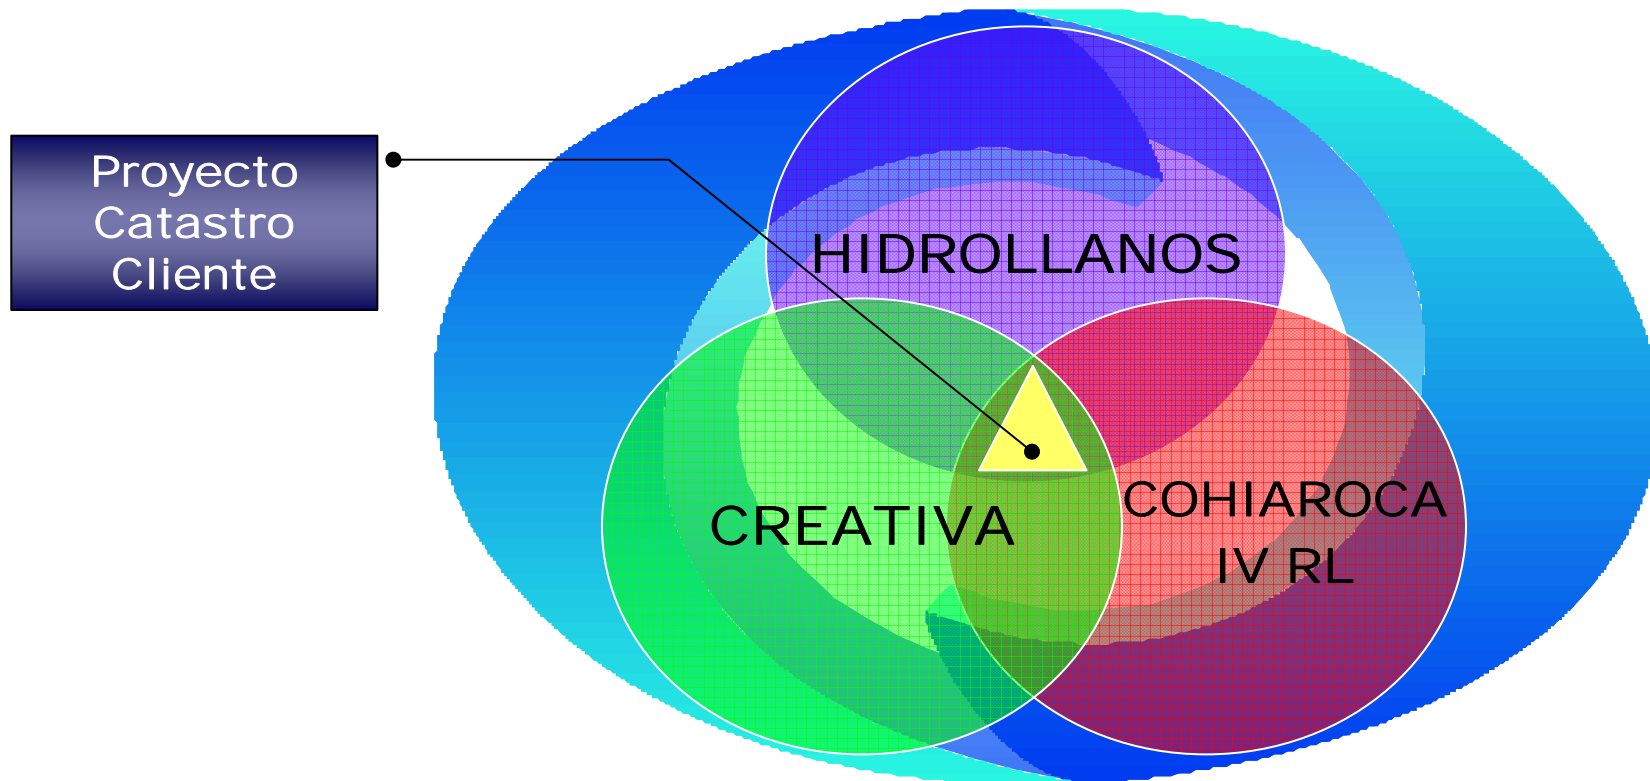 Proyecto
Catastro
Cliente
HIDROLLANOS
CREATIVA
COHIAROCA
IV RL